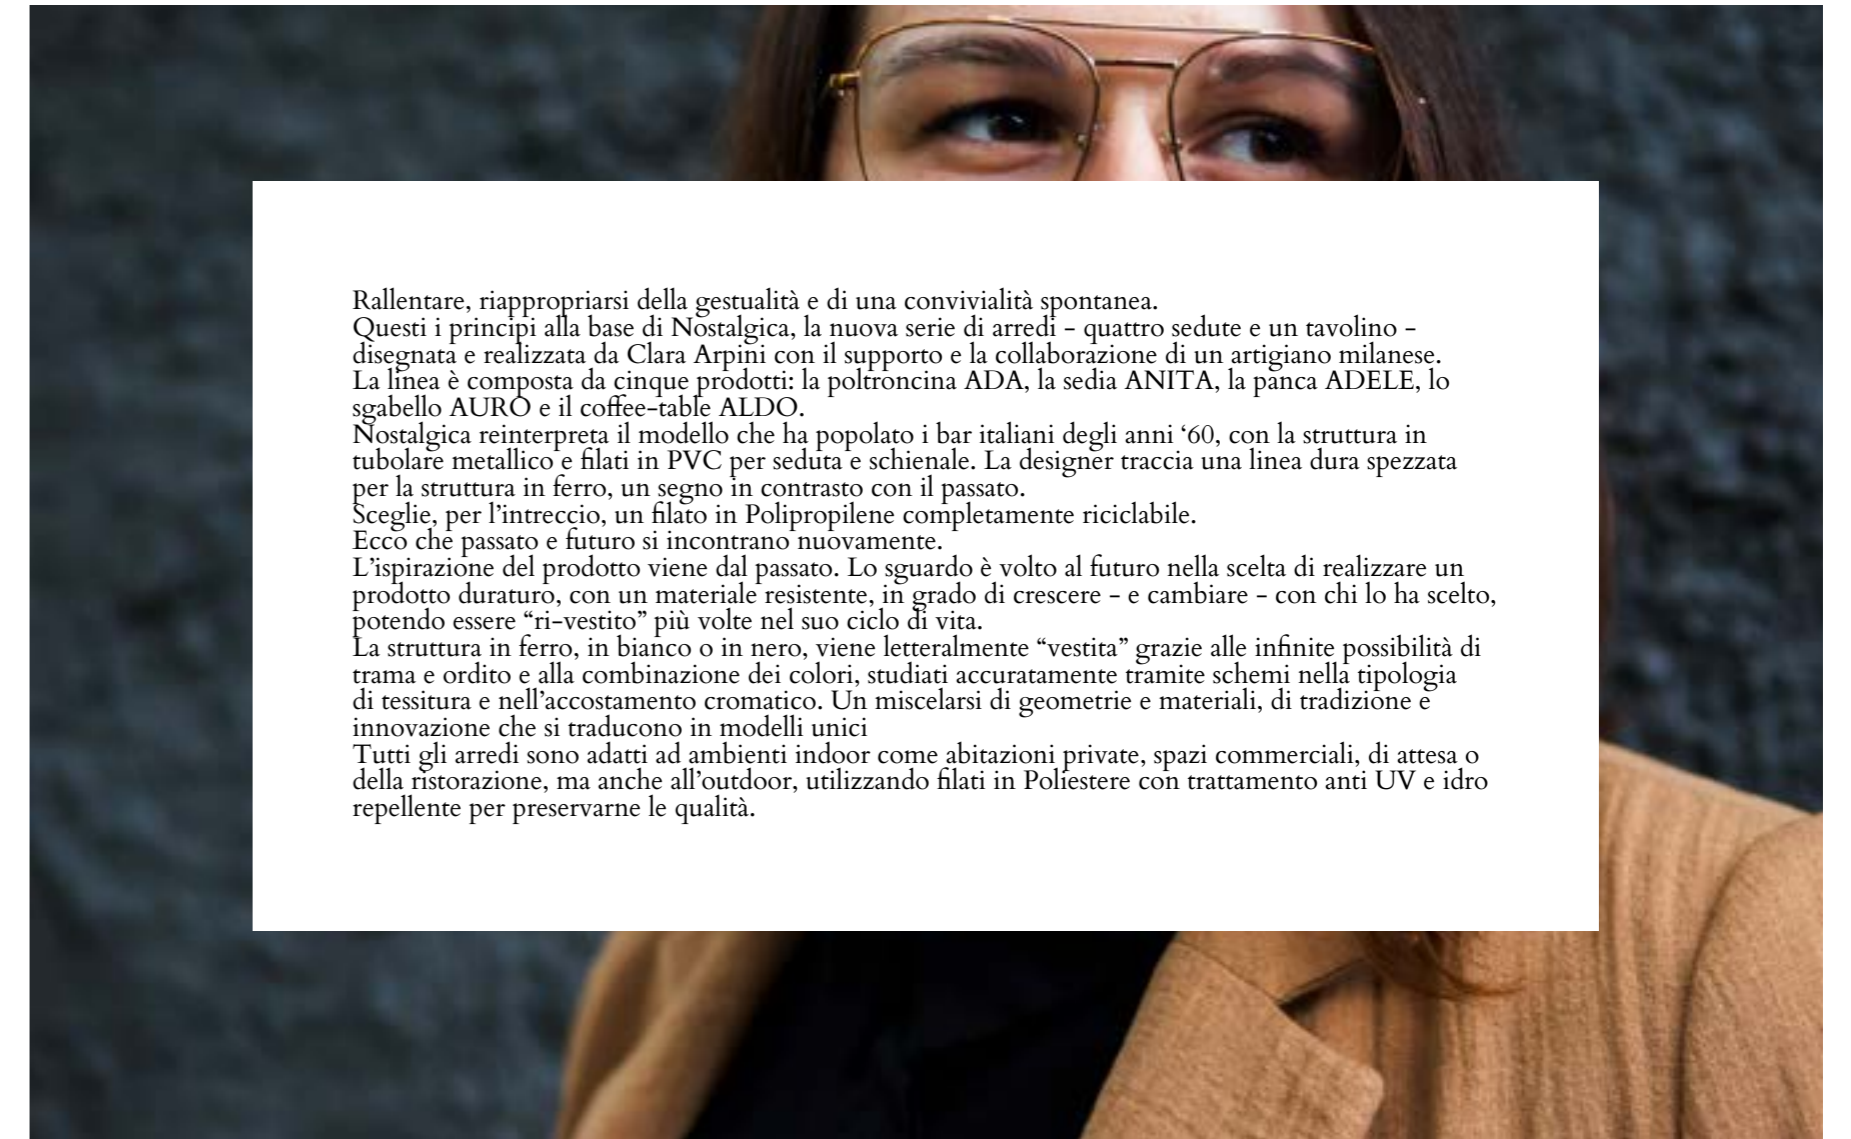 Rallentare, riappropriarsi della gestualità e di una convivialità spontanea.
Questi i principi alla base di Nostalgica, la nuova serie di arredi - quattro sedute e un tavolino -
disegnata e realizzata da Clara Arpini con il supporto e la collaborazione di un artigiano milanese.
La linea è composta da cinque prodotti: la poltroncina ADA, la sedia ANITA, la panca ADELE, lo
sgabello AURO e il coffee-table ALDO.
Nostalgica reinterpreta il modello che ha popolato i bar italiani degli anni ‘60, con la struttura in
tubolare metallico e filati in PVC per seduta e schienale. La designer traccia una linea dura spezzata
per la struttura in ferro, un segno in contrasto con il passato.
Sceglie, per l’intreccio, un filato in Polipropilene completamente riciclabile.
Ecco che passato e futuro si incontrano nuovamente.
L’ispirazione del prodotto viene dal passato. Lo sguardo è volto al futuro nella scelta di realizzare un
prodotto duraturo, con un materiale resistente, in grado di crescere - e cambiare - con chi lo ha scelto,
potendo essere “ri-vestito” più volte nel suo ciclo di vita.
La struttura in ferro, in bianco o in nero, viene letteralmente “vestita” grazie alle infinite possibilità di
trama e ordito e alla combinazione dei colori, studiati accuratamente tramite schemi nella tipologia
di tessitura e nell’accostamento cromatico. Un miscelarsi di geometrie e materiali, di tradizione e
innovazione che si traducono in modelli unici
Tutti gli arredi sono adatti ad ambienti indoor come abitazioni private, spazi commerciali, di attesa o
della ristorazione, ma anche all’outdoor, utilizzando filati in Poliestere con trattamento anti UV e idro
repellente per preservarne le qualità.